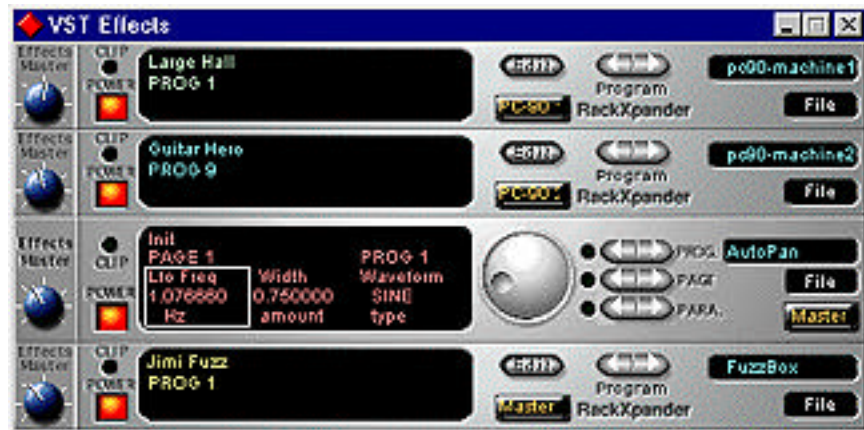 VST Effects
Effects Master
CLIP
POWER
Large Hall
PROG 1
EDIT
Program
pc90-machine1
PC-90 1
RackXpander
File
Effects Master
CLIP
POWER
Guitar Hero
PROG 9
EDIT
Program
pc90-machine2
PC-90 2
RackXpander
File
Effects Master
CLIP
POWER
Init
PAGE 1 PROG 1
Lfo Freq Width Waveform
1.076660 0.750000 SINE
Hz amount type
PROG.
PAGE
PARA.
AutoPan
File
Master
Effects Master
CLIP
POWER
Jimi Fuzz
PROG 1
EDIT
Program
FuzzBox
Master
RackXpander
File